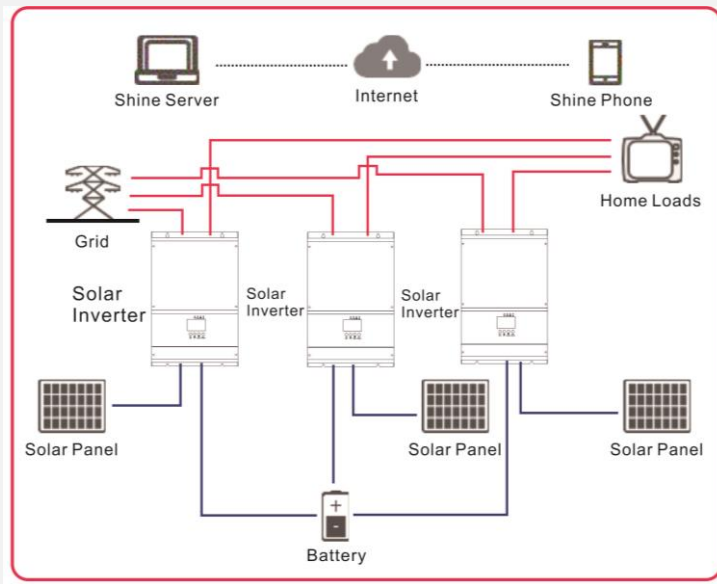 Shine Server
Internet
Shine Phone
Grid
Home Loads
Solar
Inverter
Solar
Inverter
Solar
Inverter
Solar Panel
Solar Panel
Solar Panel
+
-
Battery